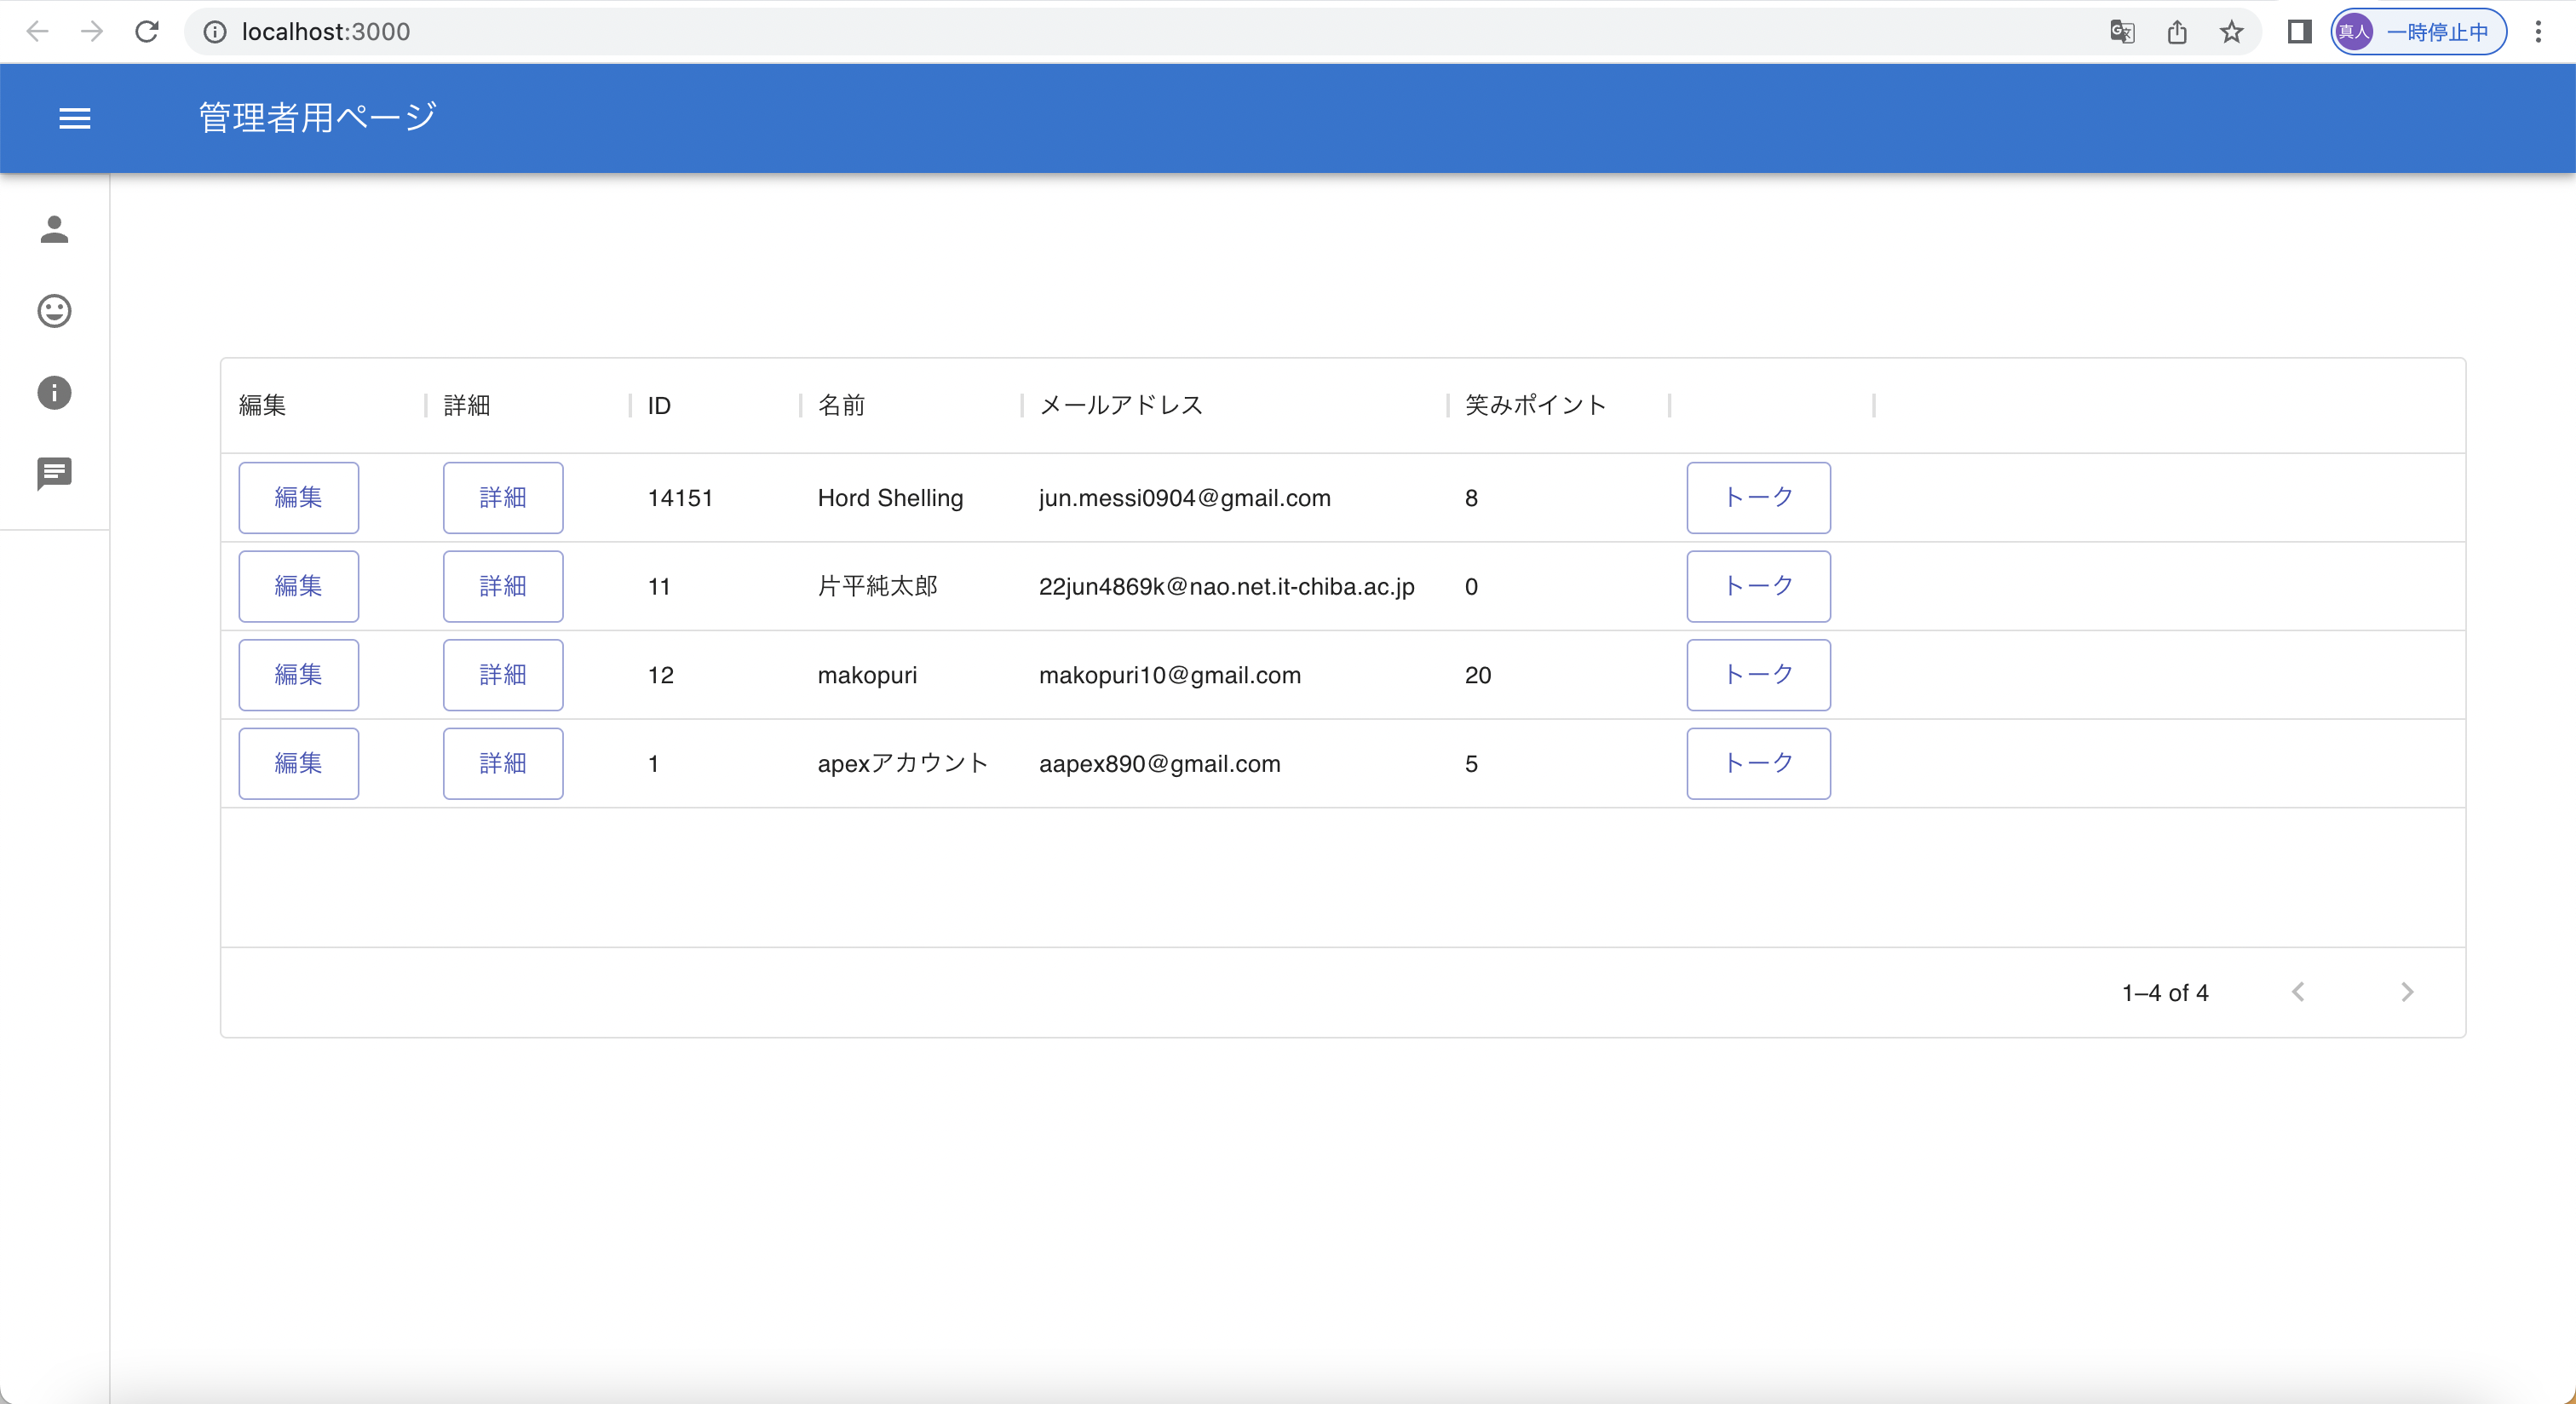 localhost:3000
真人 一時停止中
管理者用ページ
編集 詳細 ID 名前 メールアドレス 笑みポイント
編集 詳細 14151 Hord Shelling jun.messi0904@gmail.com 8 トーク
編集 詳細 11 片平純太郎 22jun4869k@nao.net.it-chiba.ac.jp 0 トーク
編集 詳細 12 makopuri makopuri10@gmail.com 20 トーク
編集 詳細 1 apexアカウント aapex890@gmail.com 5 トーク
1–4 of 4